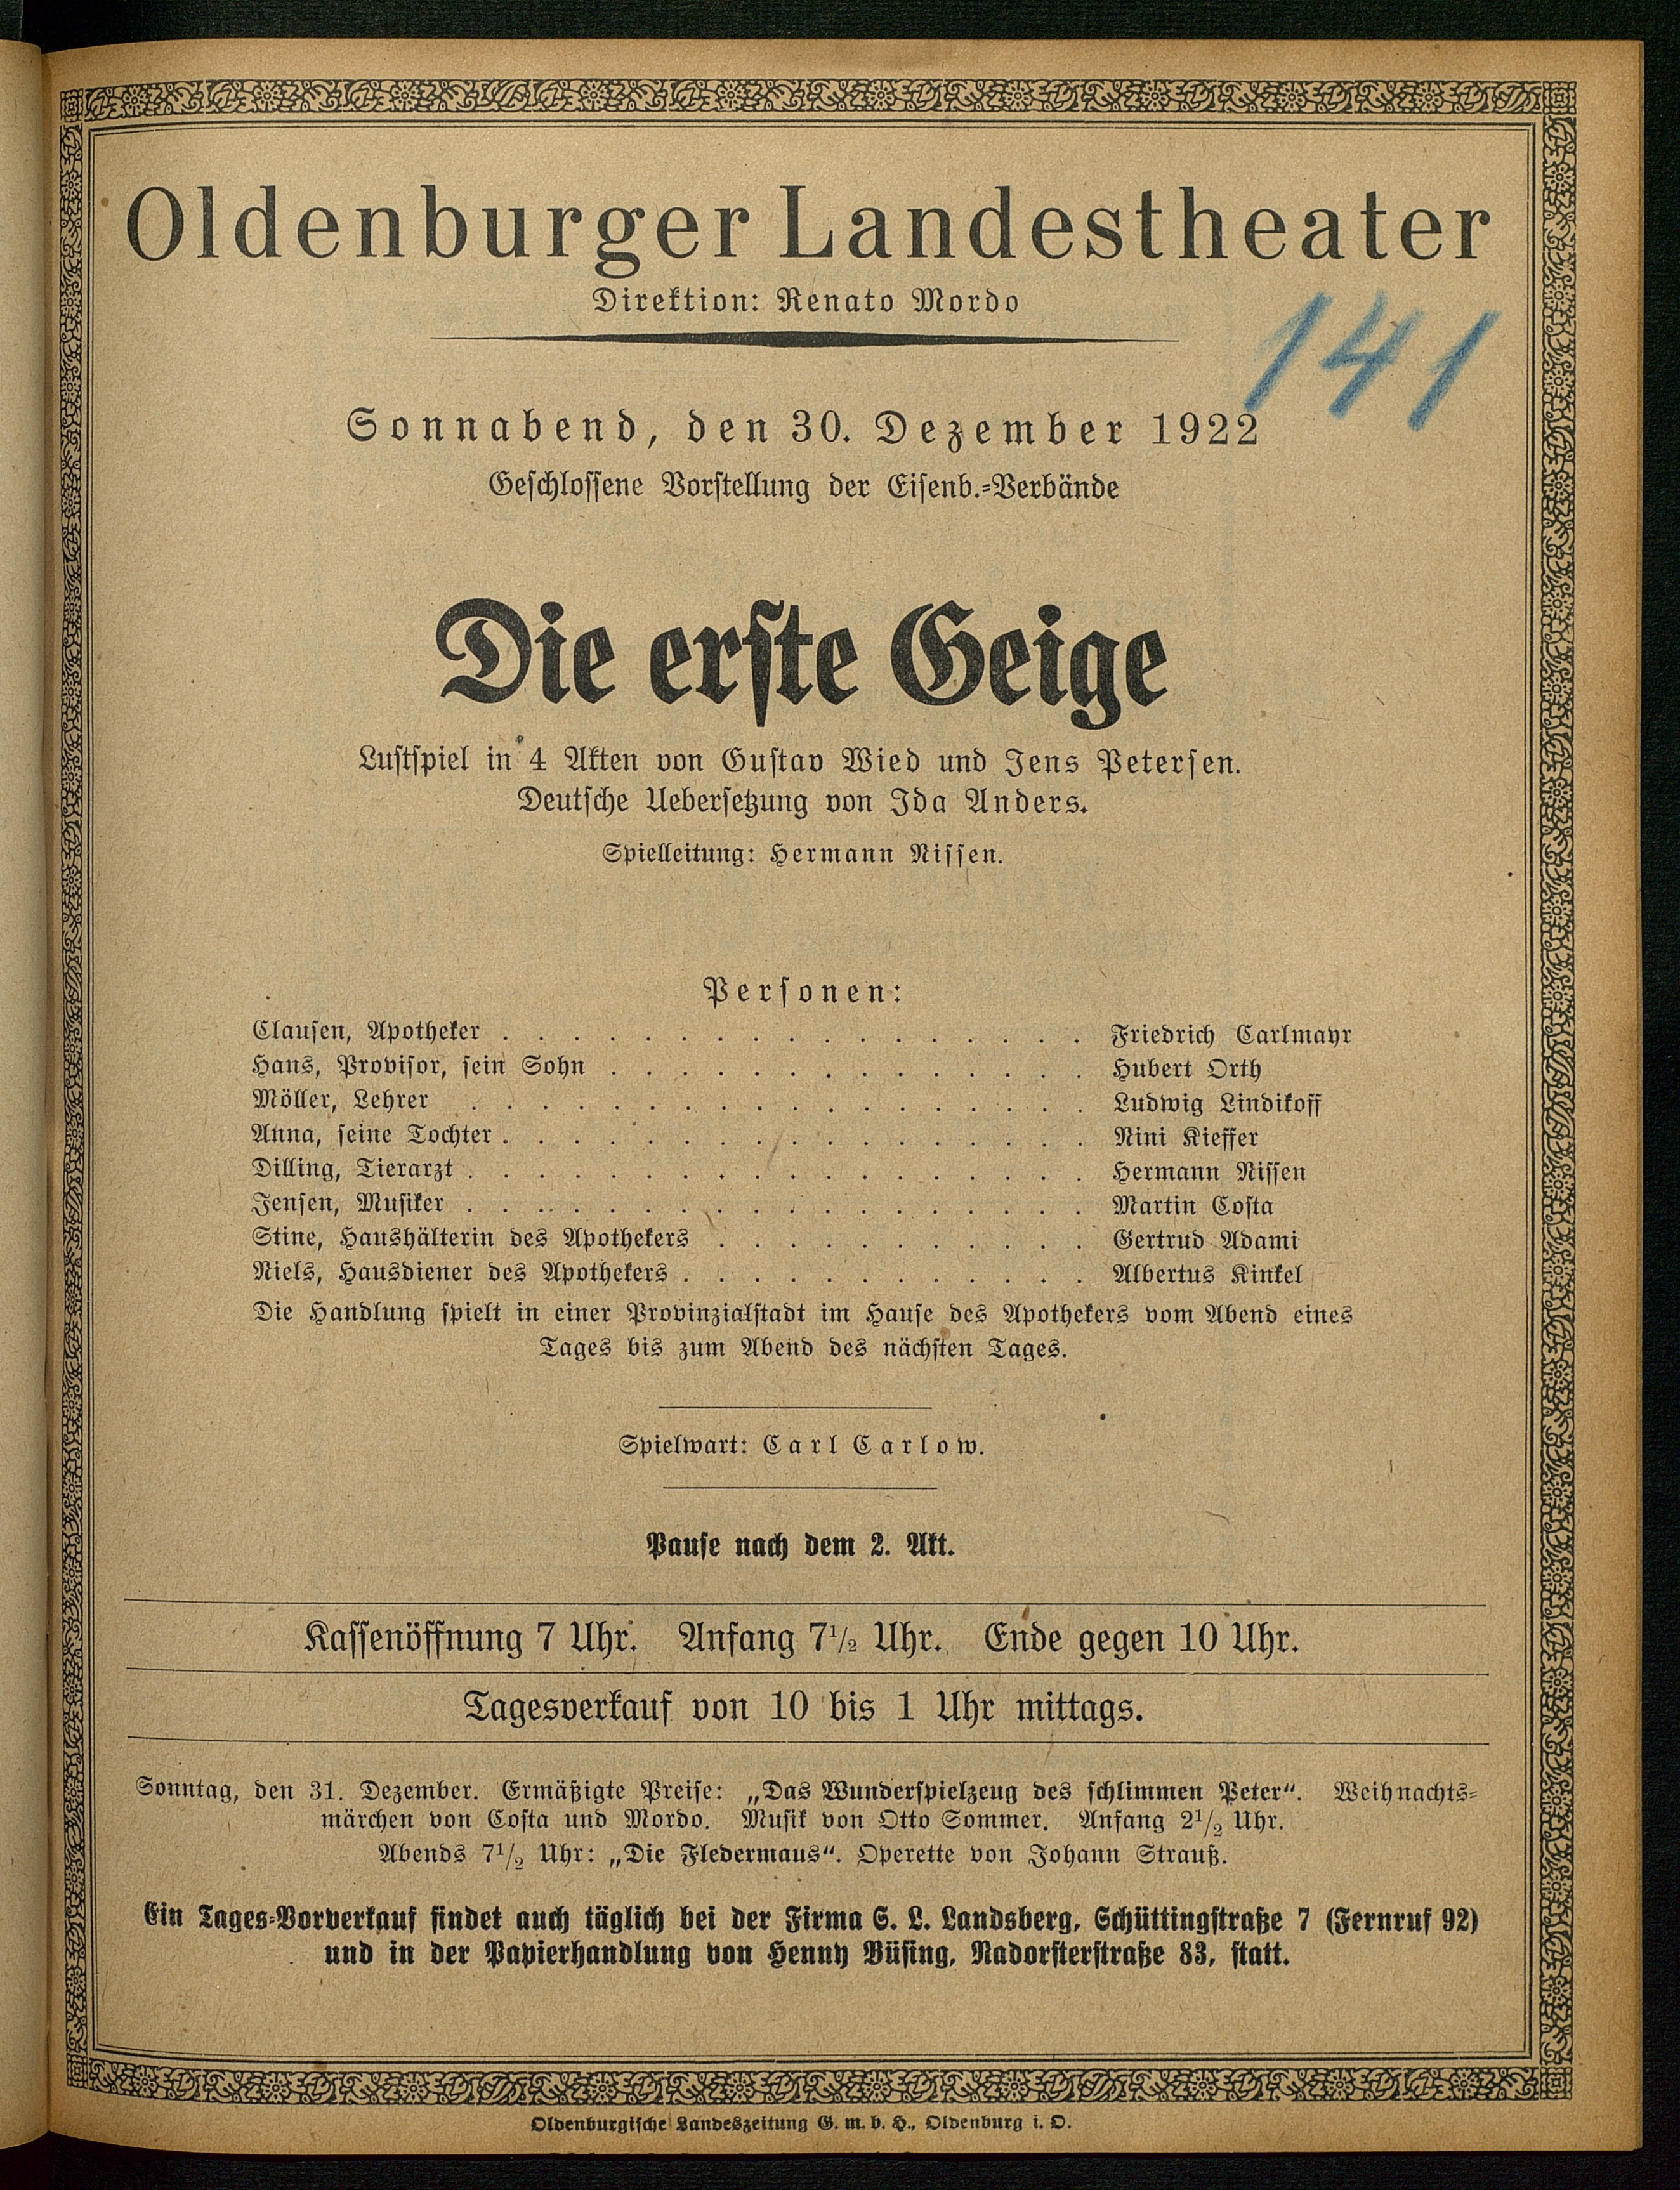 Oldenburger Landestheater
Direktion: Renato Mordo
141
Sonnabend, den 30. Dezember 1922
Geschlossene Vorstellung der Eisenb.-Verbände
Die erste Geige
Lustspiel in 4 Akten von Gustav Wied und Jens Petersen.
Deutsche Uebersetzung von Ida Anders.
Spielleitung: Hermann Nissen.
Personen:
Clausen, Apotheker . . . . . . . . . . . . . . . . . Friedrich Carlmayr
Hans, Provisor, sein Sohn . . . . . . . . . . . . . . Hubert Orth
Möller, Lehrer . . . . . . . . . . . . . . . . . . Ludwig Lindikoff
Anna, seine Tochter . . . . . . . . . . . . . . . . . Nini Kieffer
Dilling, Tierarzt . . . . . . . . . . . . . . . . . . Hermann Nissen
Jensen, Musiker . . . . . . . . . . . . . . . . . . Martin Costa
Stine, Haushälterin des Apothekers . . . . . . . . . . . Gertrud Adami
Niels, Hausdiener des Apothekers . . . . . . . . . . . . Albertus Kinkel
Die Handlung spielt in einer Provinzialstadt im Hause des Apothekers vom Abend eines
Tages bis zum Abend des nächsten Tages.
Spielwart: Carl Carlow.
Pause nach dem 2. Akt.
Kassenöffnung 7 Uhr. Anfang 7½ Uhr. Ende gegen 10 Uhr.
Tagesverkauf von 10 bis 1 Uhr mittags.
Sonntag, den 31. Dezember. Ermäßigte Preise: „Das Wunderspielzeug des schlimmen Peter“. Weihnachts-
märchen von Costa und Mordo. Musik von Otto Sommer. Anfang 2½ Uhr.
Abends 7½ Uhr: „Die Fledermaus“. Operette von Johann Strauß.
Ein Tages-Vorverkauf findet auch täglich bei der Firma S. L. Landsberg, Schüttingstraße 7 (Fernruf 92)
und in der Papierhandlung von Henny Büsing, Nadorsterstraße 83, statt.
Oldenburgische Landeszeitung G. m. b. H., Oldenburg i. O.